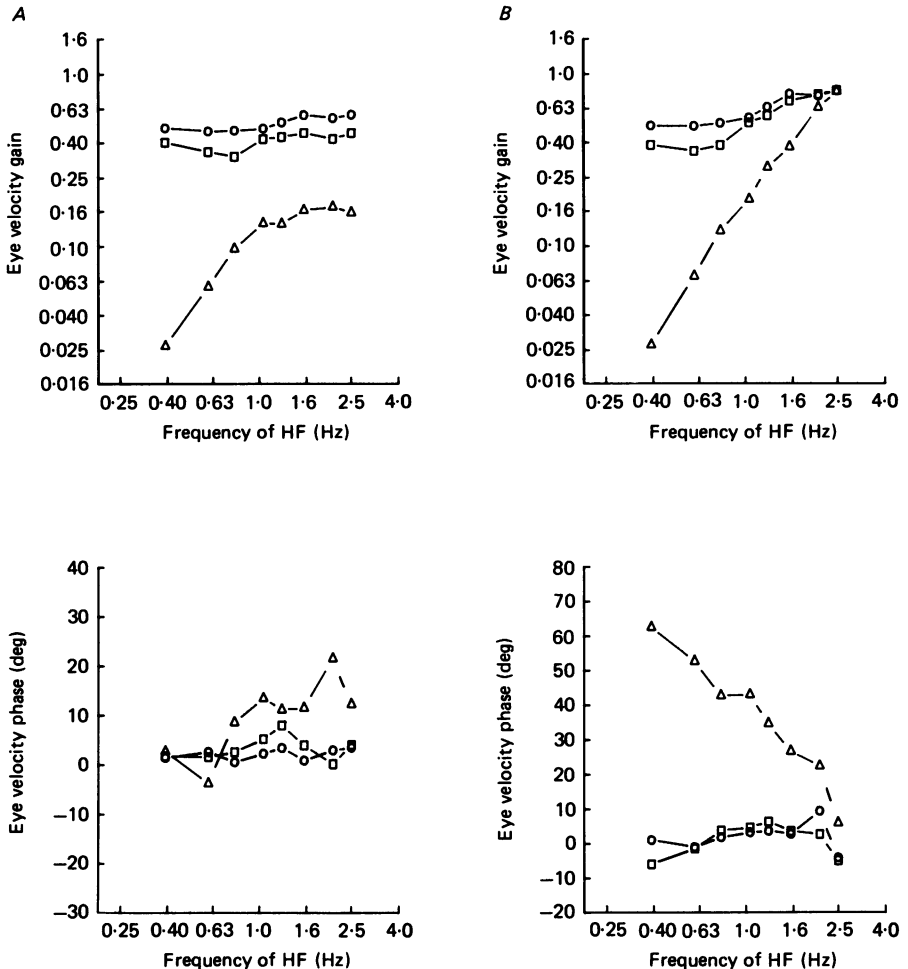 A
1·6
1·0
0·63
0·40
0·25
0·16
0·10
0·063
0·040
0·025
0·016
Eye velocity gain
0·25 0·40 0·63 1·0 1·6 2·5 4·0
Frequency of HF (Hz)
B
1·6
1·0
0·63
0·40
0·25
0·16
0·10
0·063
0·040
0·025
0·016
Eye velocity gain
0·25 0·40 0·63 1·0 1·6 2·5 4·0
Frequency of HF (Hz)
40
30
20
10
0
−10
−20
−30
Eye velocity phase (deg)
0·25 0·40 0·63 1·0 1·6 2·5 4·0
Frequency of HF (Hz)
80
70
60
50
40
30
20
10
0
−10
−20
Eye velocity phase (deg)
0·25 0·40 0·63 1·0 1·6 2·5 4·0
Frequency of HF (Hz)